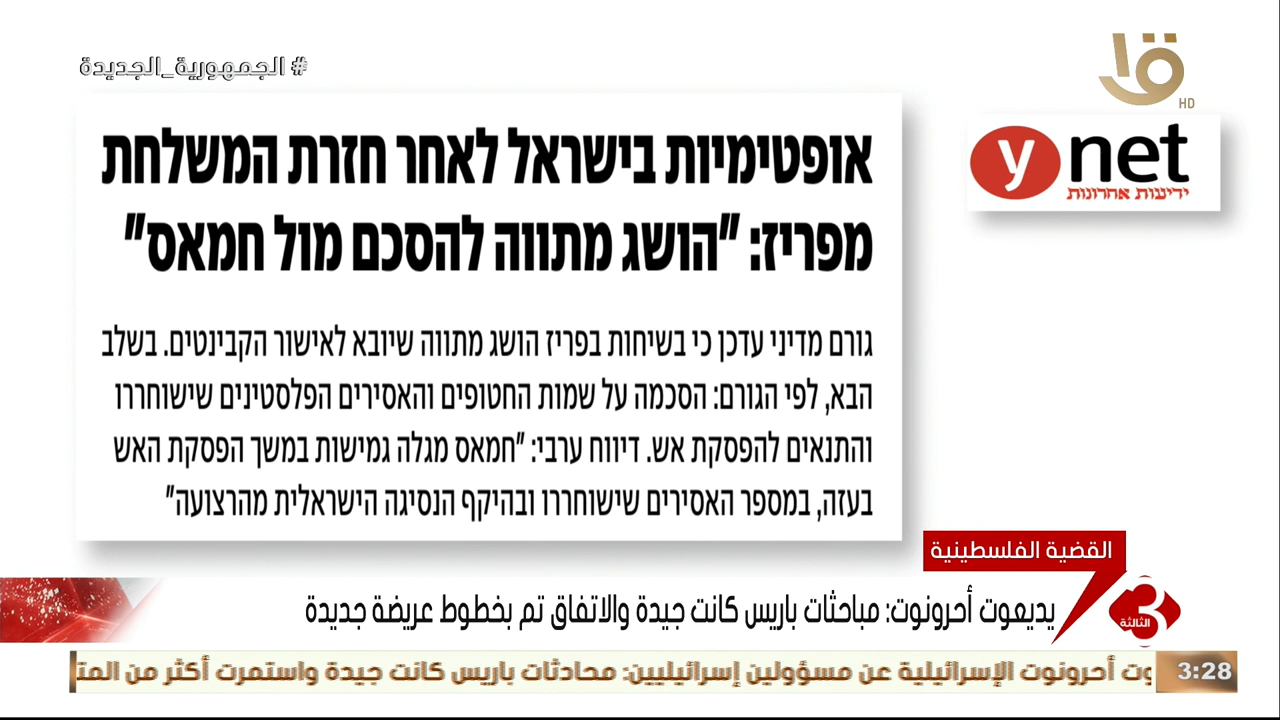 #الجمهورية_الجديدة
HD
ynet
ידיעות אחרונות
אופטימיות בישראל לאחר חזרת המשלחת
מפריז: "הושג מתווה להסכם מול חמאס"
גורם מדיני עדכן כי בשיחות בפריז הושג מתווה שיובא לאישור הקבינטים. בשלב
הבא, לפי הגורם: הסכמה על שמות החטופים והאסירים הפלסטינים שישוחררו
והתנאים להפסקת אש. דיווח ערבי: "חמאס מגלה גמישות במשך הפסקת האש
בעזה, במספר האסירים שישוחררו ובהיקף הנסיגה הישראלית מהרצועה"
القضية الفلسطينية
3 الثالثة
يديعوت أحرونوت: مباحثات باريس كانت جيدة والاتفاق تم بخطوط عريضة جديدة
أحرونوت الإسرائيلية عن مسؤولين إسرائيليين: محادثات باريس كانت جيدة واستمرت أكثر من
3:28